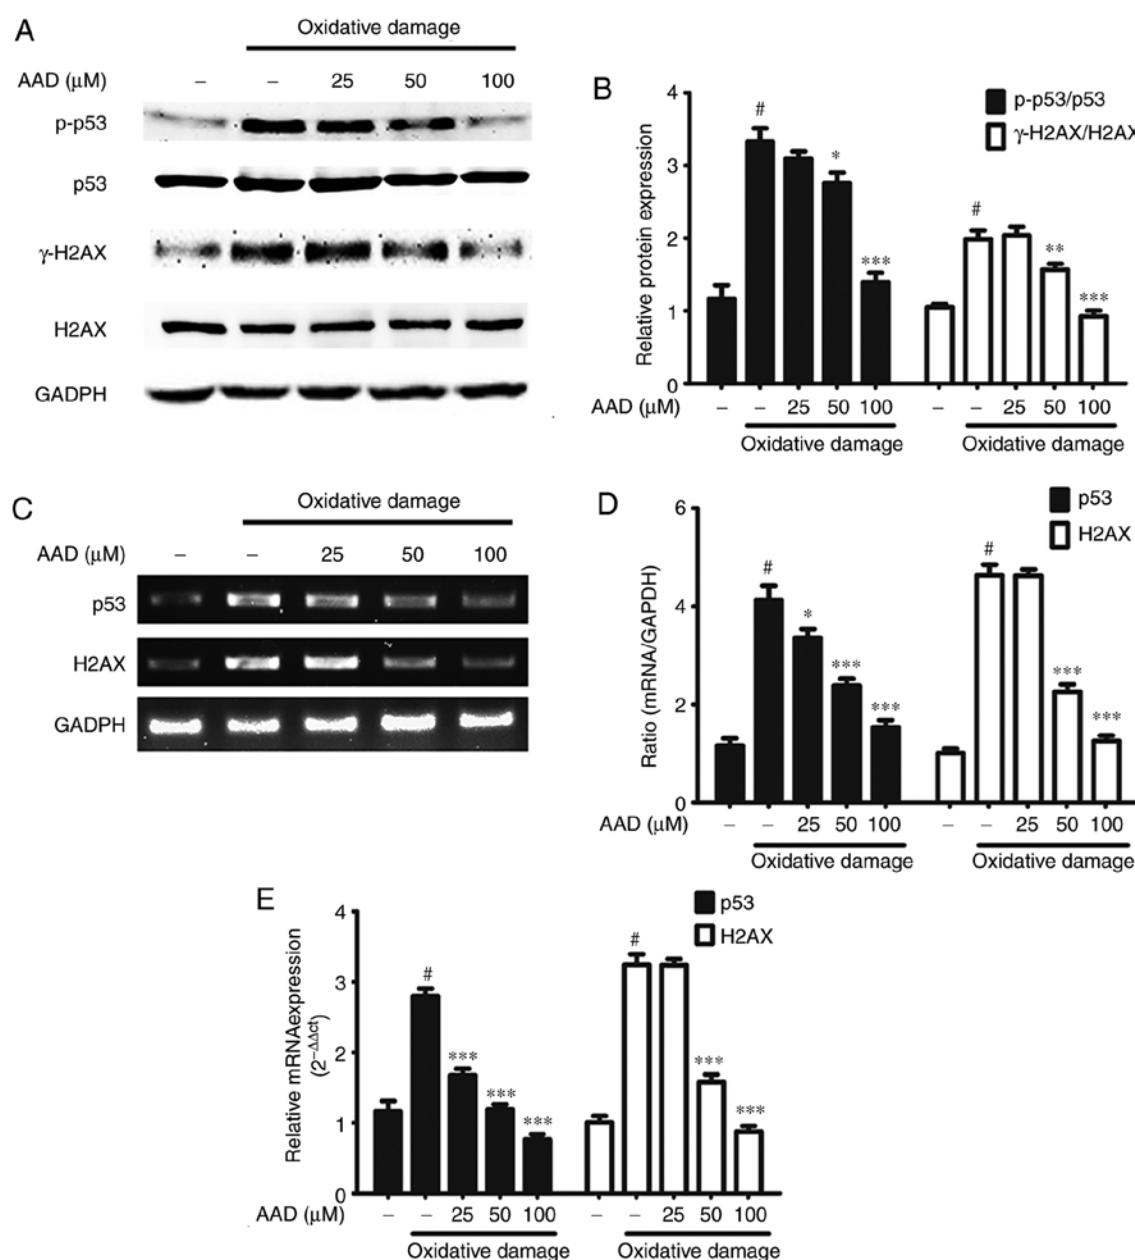 A
Oxidative damage
AAD (μM) – – 25 50 100
p-p53
p53
γ-H2AX
H2AX
GADPH
B
p-p53/p53
γ-H2AX/H2AX
Relative protein expression
4
3
2
1
0
#
*
***
#
**
***
AAD (μM) – – 25 50 100 – – 25 50 100
Oxidative damage Oxidative damage
C
Oxidative damage
AAD (μM) – – 25 50 100
p53
H2AX
GADPH
D
p53
H2AX
Ratio (mRNA/GAPDH)
6
4
2
0
#
*
***
***
#
***
***
AAD (μM) – – 25 50 100 – – 25 50 100
Oxidative damage Oxidative damage
E
p53
H2AX
Relative mRNAexpression
(2−ΔΔct)
4
3
2
1
0
#
***
***
***
#
***
***
AAD (μM) – – 25 50 100 – – 25 50 100
Oxidative damage Oxidative damage